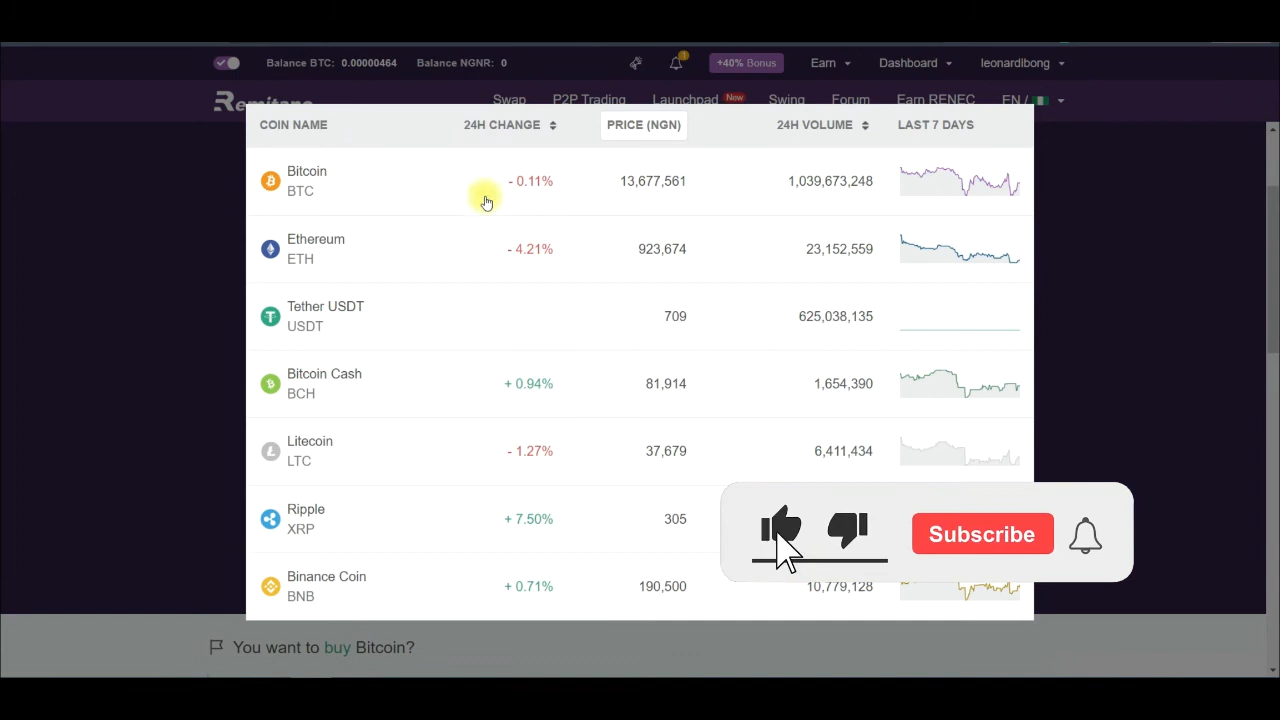 Balance BTC: 0.00000464 Balance NGNR: 0 +40% Bonus Earn Dashboard leonardibong
Remitano Swap P2P Trading Launchpad New Swing Forum Earn RENEC EN /
COIN NAME 24H CHANGE PRICE (NGN) 24H VOLUME LAST 7 DAYS
Bitcoin
BTC
- 0.11% 13,677,561 1,039,673,248
Ethereum
ETH
- 4.21% 923,674 23,152,559
Tether USDT
USDT
709 625,038,135
Bitcoin Cash
BCH
+ 0.94% 81,914 1,654,390
Litecoin
LTC
- 1.27% 37,679 6,411,434
Ripple
XRP
+ 7.50% 305
Subscribe
Binance Coin
BNB
+ 0.71% 190,500 10,779,128
You want to buy Bitcoin?